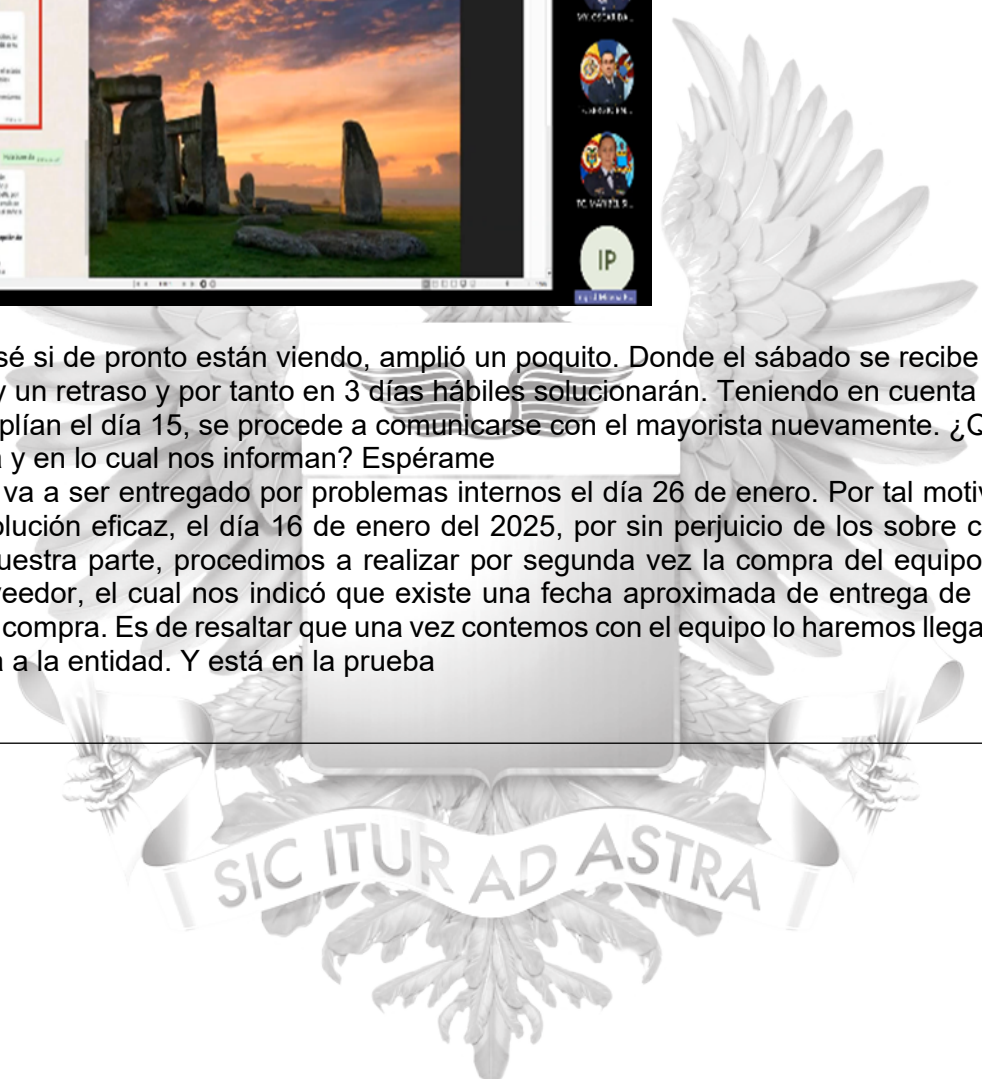 MY. OSCAR DA...
IP
sé si de pronto están viendo, amplió un poquito. Donde el sábado se recibe
y un retraso y por tanto en 3 días hábiles solucionarán. Teniendo en cuenta
plían el día 15, se procede a comunicarse con el mayorista nuevamente. ¿Q
a y en lo cual nos informan? Espérame
va a ser entregado por problemas internos el día 26 de enero. Por tal motiv
olución eficaz, el día 16 de enero del 2025, por sin perjuicio de los sobre c
uestra parte, procedimos a realizar por segunda vez la compra del equipo
veedor, el cual nos indicó que existe una fecha aproximada de entrega de
compra. Es de resaltar que una vez contemos con el equipo lo haremos llega
a a la entidad. Y está en la prueba
SIC ITUR AD ASTRA